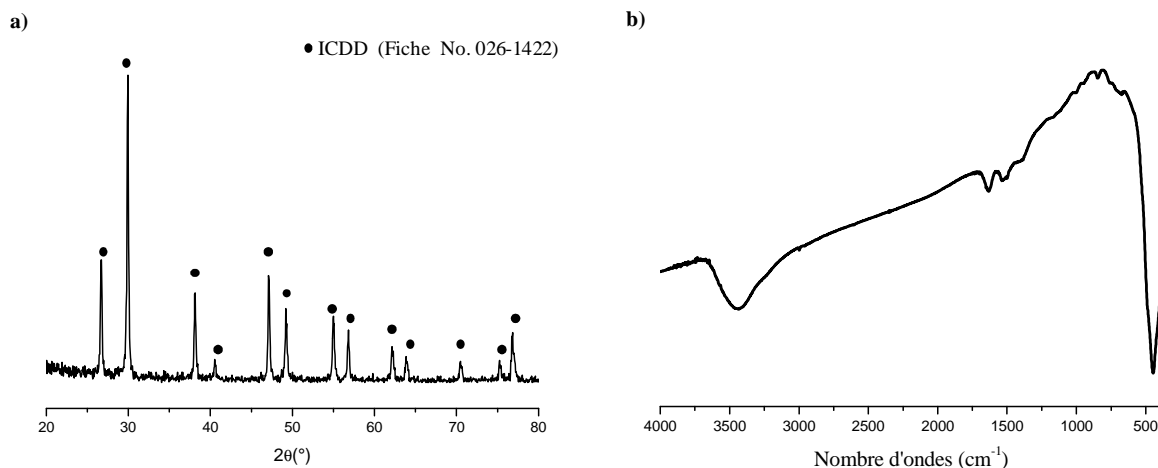 a)
● ICDD (Fiche No. 026-1422)
20 30 40 50 60 70 80
2θ(°)
b)
4000 3500 3000 2500 2000 1500 1000 500
Nombre d'ondes (cm⁻¹)